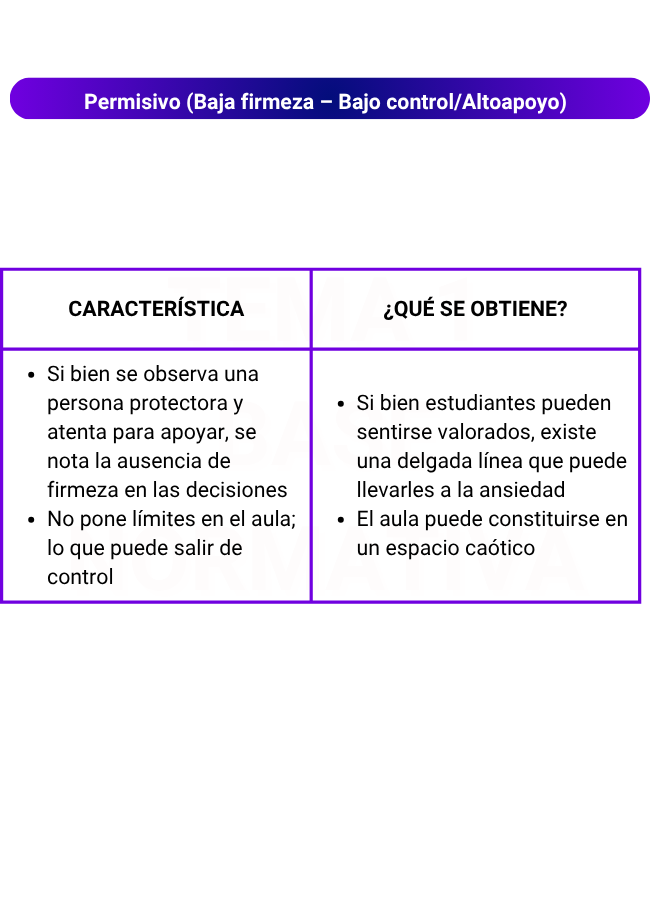 Permisivo (Baja firmeza – Bajo control/Altoapoyo)
CARACTERÍSTICA
¿QUÉ SE OBTIENE?
• Si bien se observa una
persona protectora y
atenta para apoyar, se
nota la ausencia de
firmeza en las decisiones
• No pone límites en el aula;
lo que puede salir de
control
• Si bien estudiantes pueden
sentirse valorados, existe
una delgada línea que puede
llevarles a la ansiedad
• El aula puede constituirse en
un espacio caótico